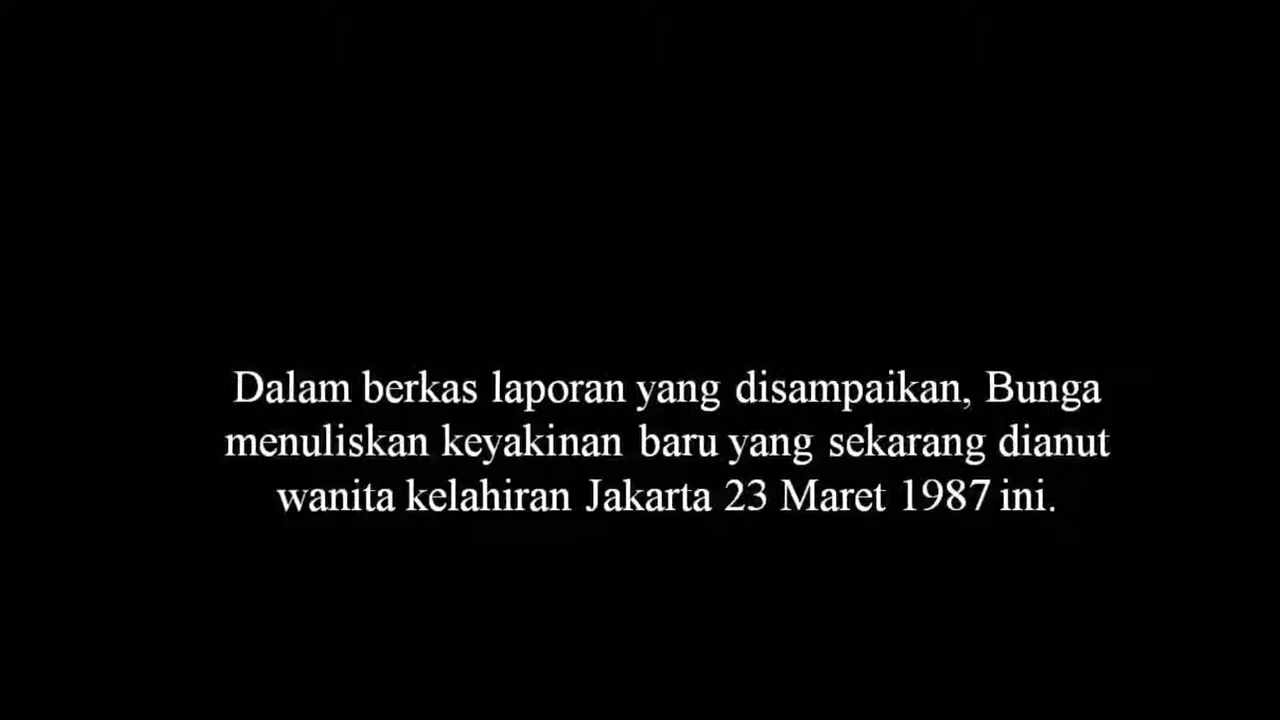 Dalam berkas laporan yang disampaikan, Bunga
menuliskan keyakinan baru yang sekarang dianut
wanita kelahiran Jakarta 23 Maret 1987 ini.